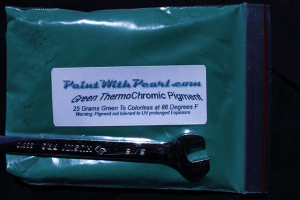 PaintWithPearl.com
Green ThermoChromic Pigment
25 Grams Green To Colorless at 86 Degrees F
Warning: Pigment not tolerant to UV prolonged Exposure